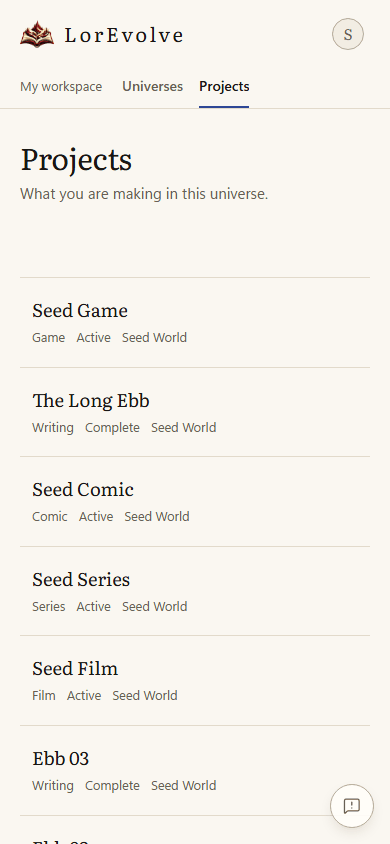 LorEvolve
S
My workspace Universes Projects
Projects
What you are making in this universe.
Seed Game
Game Active Seed World
The Long Ebb
Writing Complete Seed World
Seed Comic
Comic Active Seed World
Seed Series
Series Active Seed World
Seed Film
Film Active Seed World
Ebb 03
Writing Complete Seed World